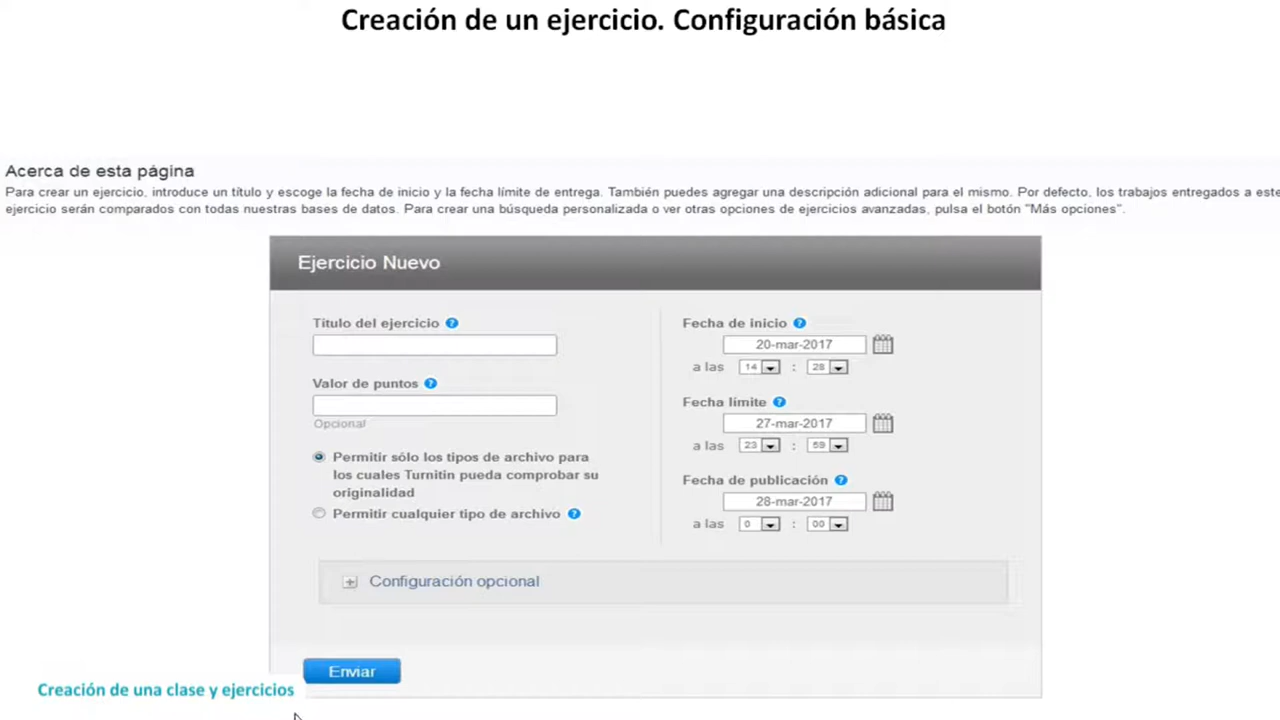 Creación de un ejercicio. Configuración básica
Acerca de esta página
Para crear un ejercicio, introduce un título y escoge la fecha de inicio y la fecha límite de entrega. También puedes agregar una descripción adicional para el mismo. Por defecto, los trabajos entregados a este
ejercicio serán comparados con todas nuestras bases de datos. Para crear una búsqueda personalizada o ver otras opciones de ejercicios avanzadas, pulsa el botón "Más opciones".
Ejercicio Nuevo
Título del ejercicio ?
Valor de puntos ?
Opcional
Permitir sólo los tipos de archivo para
los cuales Turnitin pueda comprobar su
originalidad
Permitir cualquier tipo de archivo ?
Fecha de inicio ?
20-mar-2017
a las 14 : 28
Fecha límite ?
27-mar-2017
a las 23 : 59
Fecha de publicación ?
28-mar-2017
a las 0 : 00
+ Configuración opcional
Enviar
Creación de una clase y ejercicios